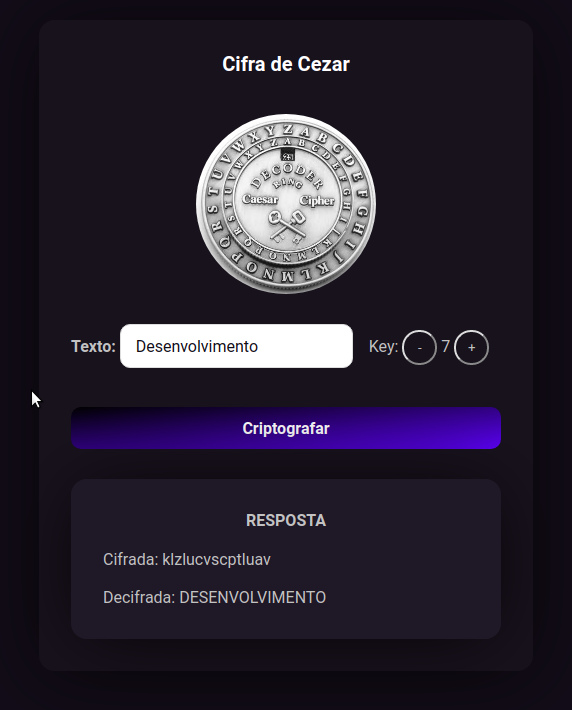 Cifra de Cezar
A B C D E F G H I J K L M N O P Q R S T U V W X Y Z
A B C D E F G H I J K L M N O P Q R S T U V W X Y Z
DECODER
RING
Caesar Cipher
Texto: Desenvolvimento Key: - 7 +
Criptografar
RESPOSTA
Cifrada: klzlucvscptluav
Decifrada: DESENVOLVIMENTO